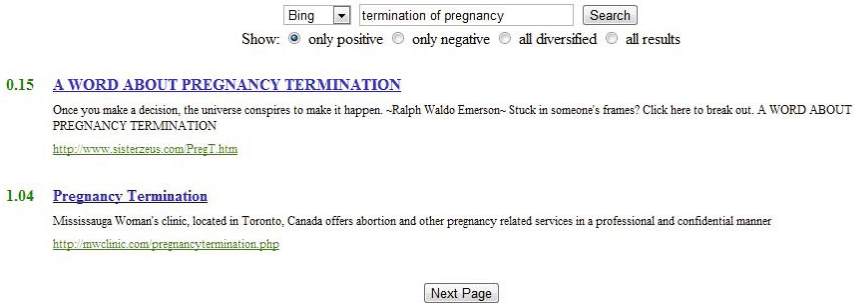 Bing termination of pregnancy Search
Show: only positive only negative all diversified all results
0.15 A WORD ABOUT PREGNANCY TERMINATION
Once you make a decision, the universe conspires to make it happen. ~Ralph Waldo Emerson~ Stuck in someone's frames? Click here to break out. A WORD ABOUT
PREGNANCY TERMINATION
http://www.sisterzeus.com/PregT.htm
1.04 Pregnancy Termination
Mississauga Woman's clinic, located in Toronto, Canada offers abortion and other pregnancy related services in a professional and confidential manner
http://mwclinic.com/pregnancytermination.php
Next Page